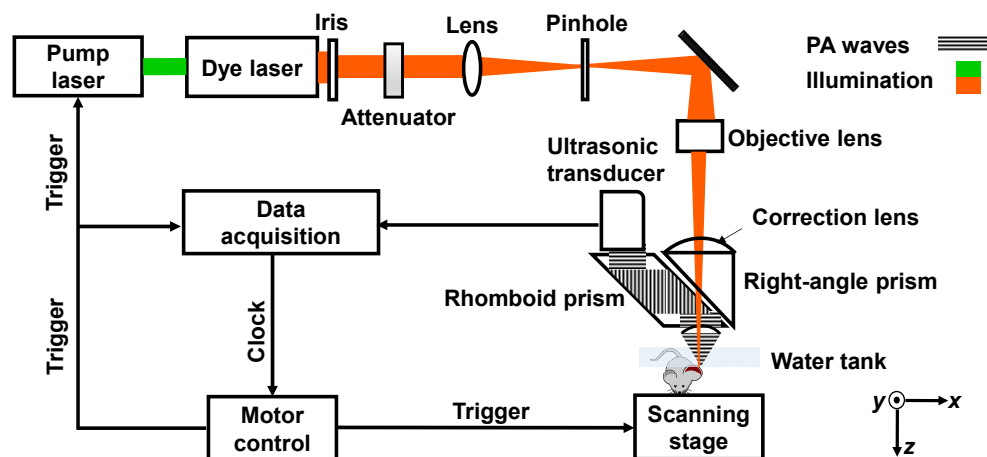 Iris
Lens
Pinhole
PA waves
Illumination
Pump
laser
Dye laser
Attenuator
Objective lens
Ultrasonic
transducer
Trigger
Data
acquisition
Correction lens
Right-angle prism
Rhomboid prism
Trigger
Clock
Water tank
Motor
control
Trigger
Scanning
stage
y
x
z